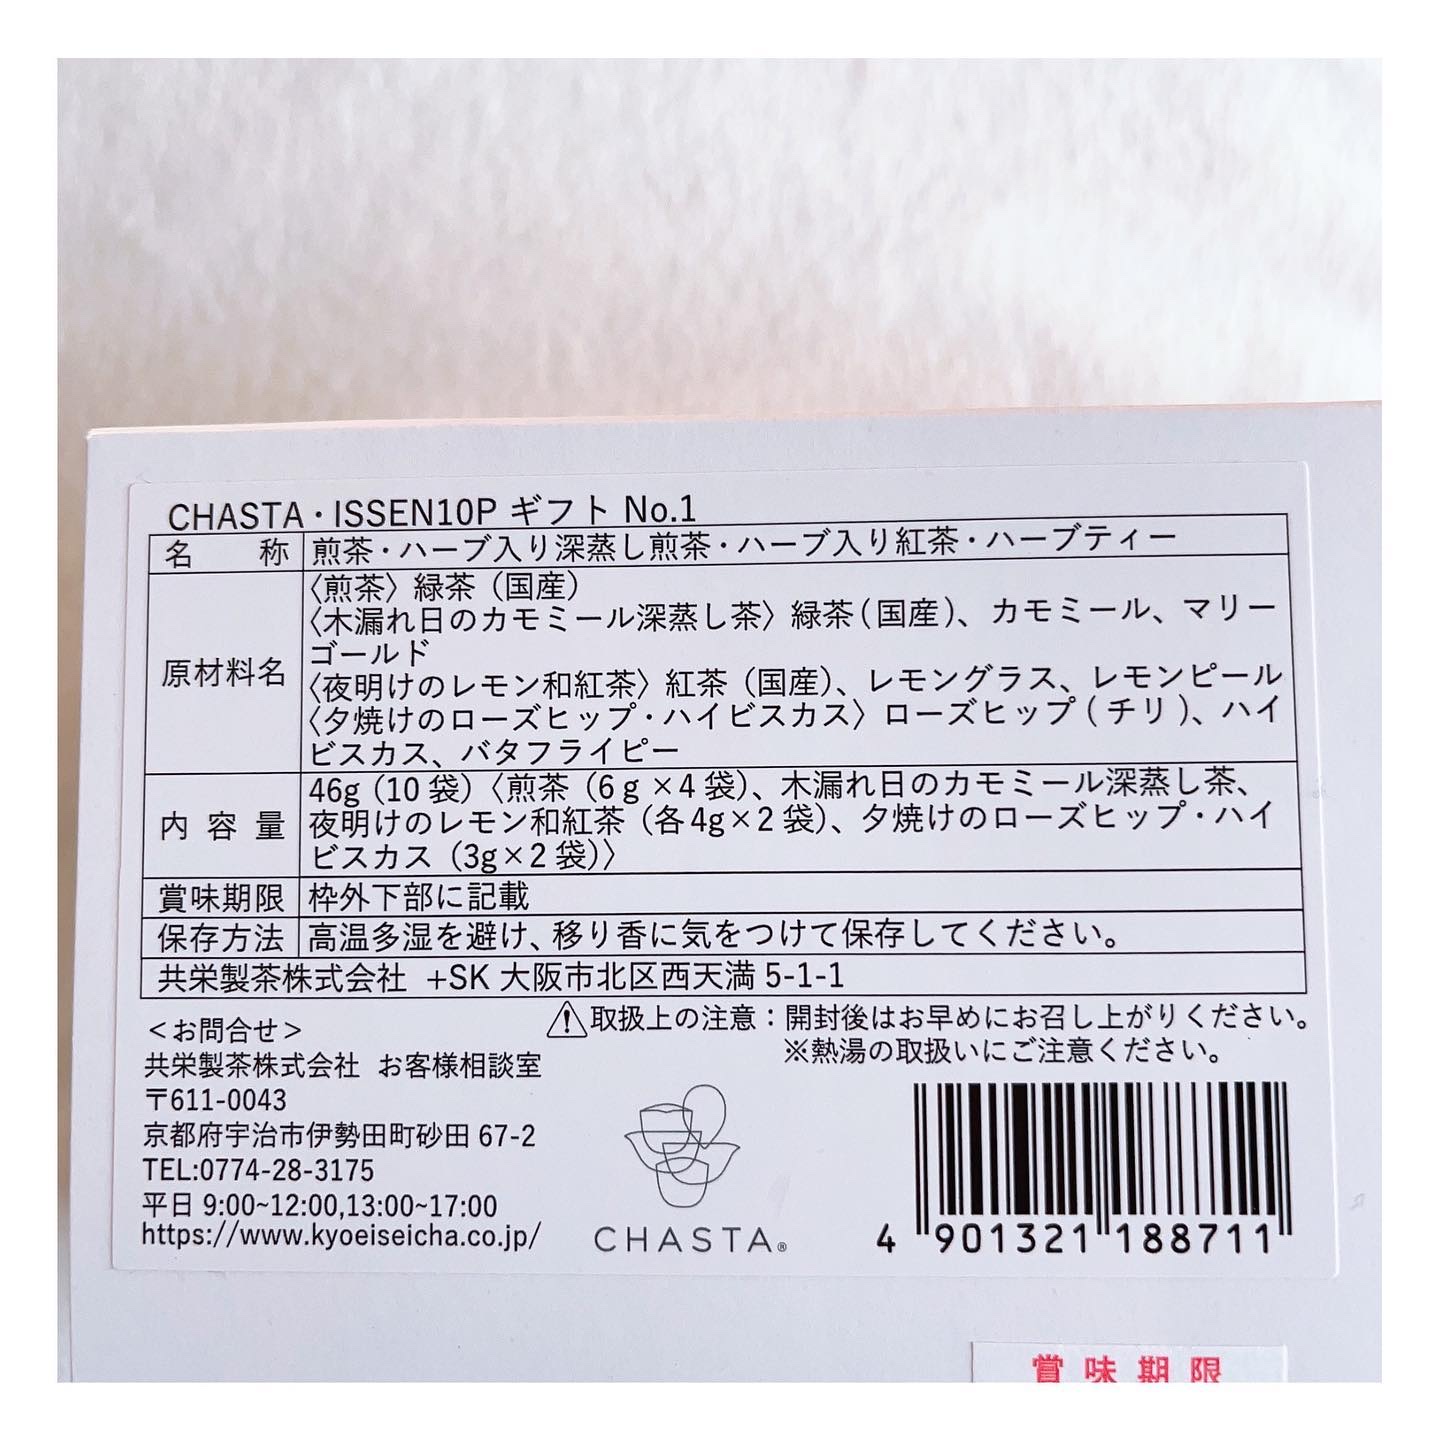 CHASTA・ISSEN10P ギフト No.1
名 称 煎茶・ハーブ入り深蒸し煎茶・ハーブ入り紅茶・ハーブティー
原材料名 〈煎茶〉緑茶（国産）
〈木漏れ日のカモミール深蒸し茶〉緑茶(国産)、カモミール、マリー
ゴールド
〈夜明けのレモン和紅茶〉紅茶（国産）、レモングラス、レモンピール
〈夕焼けのローズヒップ・ハイビスカス〉ローズヒップ(チリ)、ハイ
ビスカス、バタフライピー
内容量 46g (10 袋)〈煎茶（6g×4袋）、木漏れ日のカモミール深蒸し茶、
夜明けのレモン和紅茶（各4g×2袋）、夕焼けのローズヒップ・ハイ
ビスカス（3g×2袋）〉
賞味期限 枠外下部に記載
保存方法 高温多湿を避け、移り香に気をつけて保存してください。
共栄製茶株式会社 +SK 大阪市北区西天満 5-1-1
⚠取扱上の注意：開封後はお早めにお召し上がりください。
※熱湯の取扱いにご注意ください。
＜お問合せ＞
共栄製茶株式会社 お客様相談室
〒611-0043
京都府宇治市伊勢田町砂田 67-2
TEL:0774-28-3175
平日 9:00~12:00,13:00~17:00
https://www.kyoeiseicha.co.jp/
CHASTA®
4 901321 188711
賞味期限